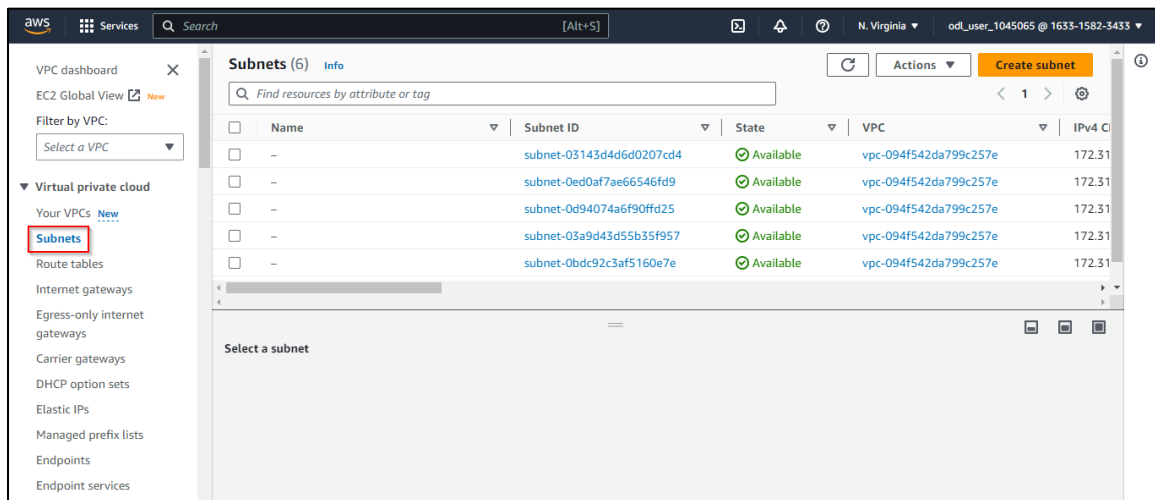 aws Services Search [Alt+S] N. Virginia ▼ odl_user_1045065 @ 1633-1582-3433 ▼
VPC dashboard
EC2 Global View New
Filter by VPC:
Select a VPC ▼
▼ Virtual private cloud
Your VPCs New
Subnets
Route tables
Internet gateways
Egress-only internet
gateways
Carrier gateways
DHCP option sets
Elastic IPs
Managed prefix lists
Endpoints
Endpoint services
Subnets (6) Info Actions ▼ Create subnet
Find resources by attribute or tag < 1 >
Name Subnet ID State VPC IPv4 CI
– subnet-03143d4d6d0207cd4 Available vpc-094f542da799c257e 172.31
– subnet-0ed0af7ae66546fd9 Available vpc-094f542da799c257e 172.31
– subnet-0d94074a6f90ffd25 Available vpc-094f542da799c257e 172.31
– subnet-03a9d43d55b35f957 Available vpc-094f542da799c257e 172.31
– subnet-0bdc92c3af5160e7e Available vpc-094f542da799c257e 172.31
Select a subnet